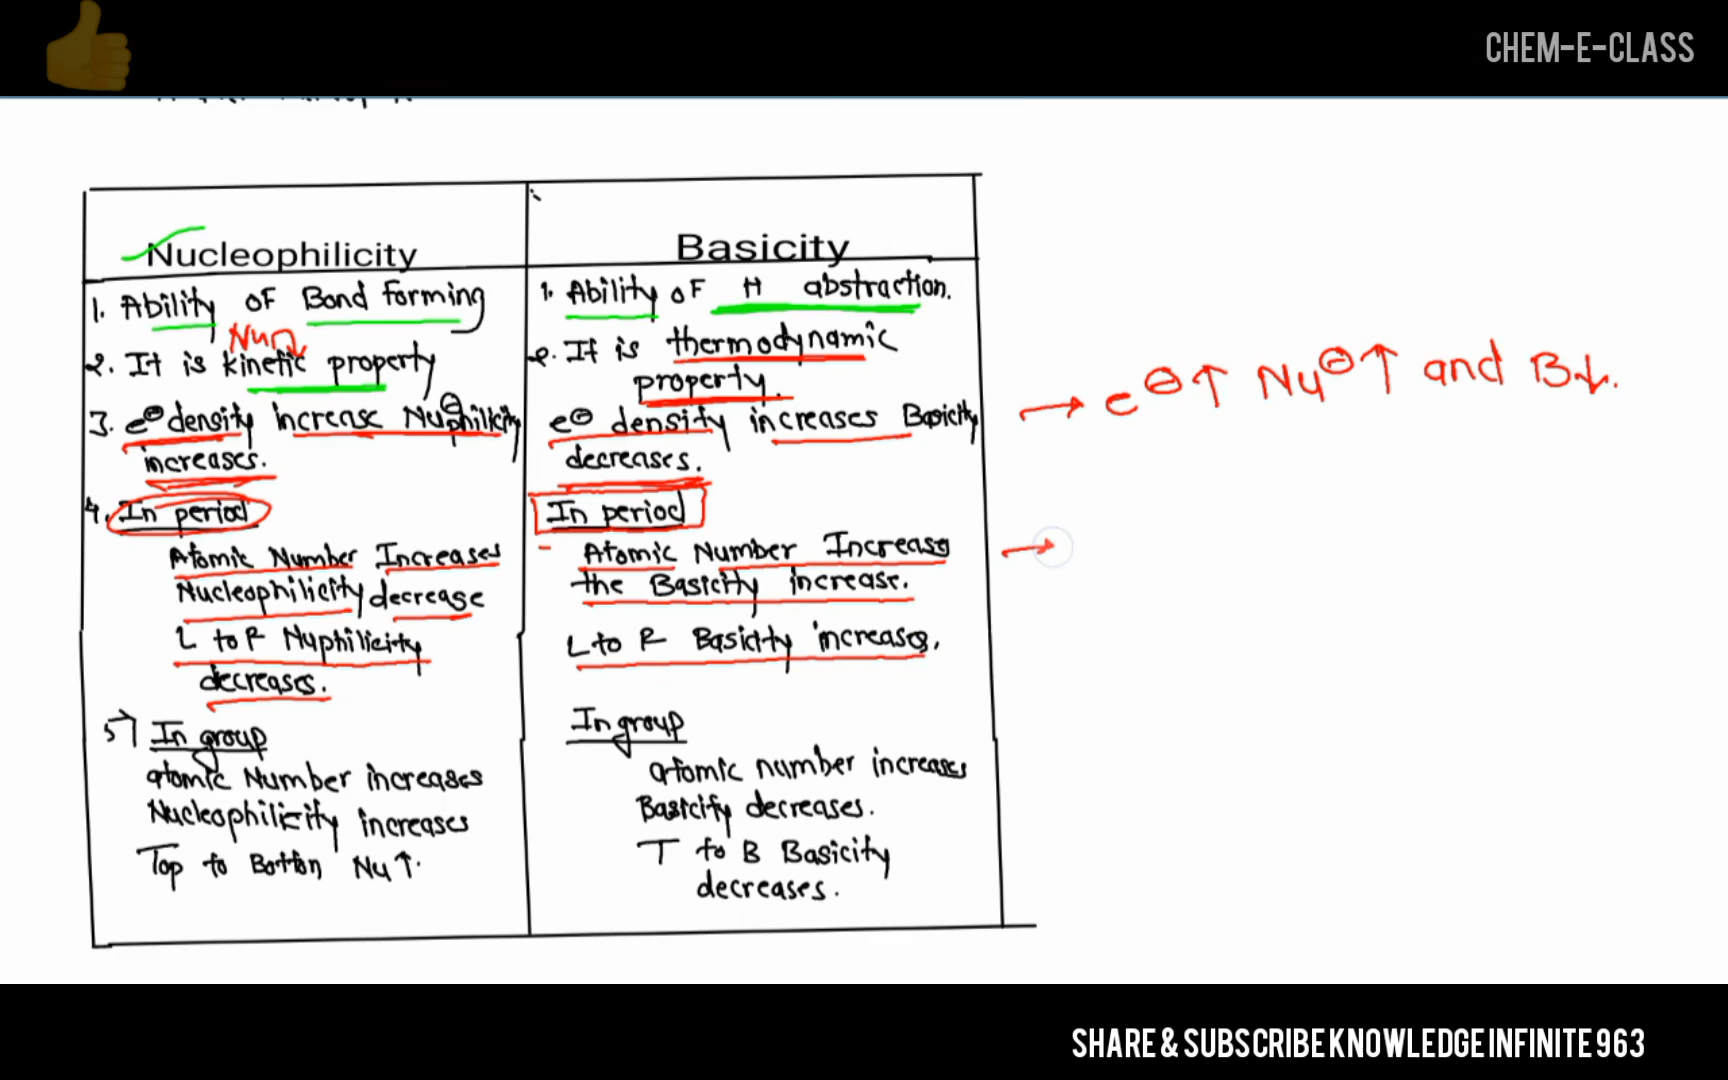 CHEM-E-CLASS
Nucleophilicity
1. Ability of Bond forming
Nu
2. It is kinetic property
3. e⊖ density increase Nu⊖philicity
increases.
4. In period
Atomic Number Increases
Nucleophilicity decrease
L to R Nuphilicity
decreases.
5) In group
atomic Number increases
Nucleophilicity increases
Top to Botton Nu↑.
Basicity
1. Ability of H abstraction.
2. It is thermodynamic
property.
e⊖ density increases Basicity
decreases.
In period
- Atomic Number Increase
the Basicity increase.
L to R Basicity increases.
In group
atomic number increases
Basicity decreases.
T to B Basicity
decreases.
→ e⊖↑ Nu⊖↑ and B↓.
→
SHARE & SUBSCRIBE KNOWLEDGE INFINITE 963